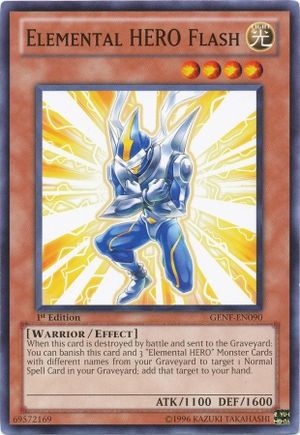 ELEMENTAL HERO FLASH
LIGHT
光
1st Edition
GENF-EN090
[WARRIOR / EFFECT]
When this card is destroyed by battle and sent to the Graveyard:
You can banish this card and 3 "Elemental HERO" Monster Cards
with different names from your Graveyard to target 1 Normal
Spell Card in your Graveyard; add that target to your hand.
ATK/1100 DEF/1600
69572169
©1996 KAZUKI TAKAHASHI